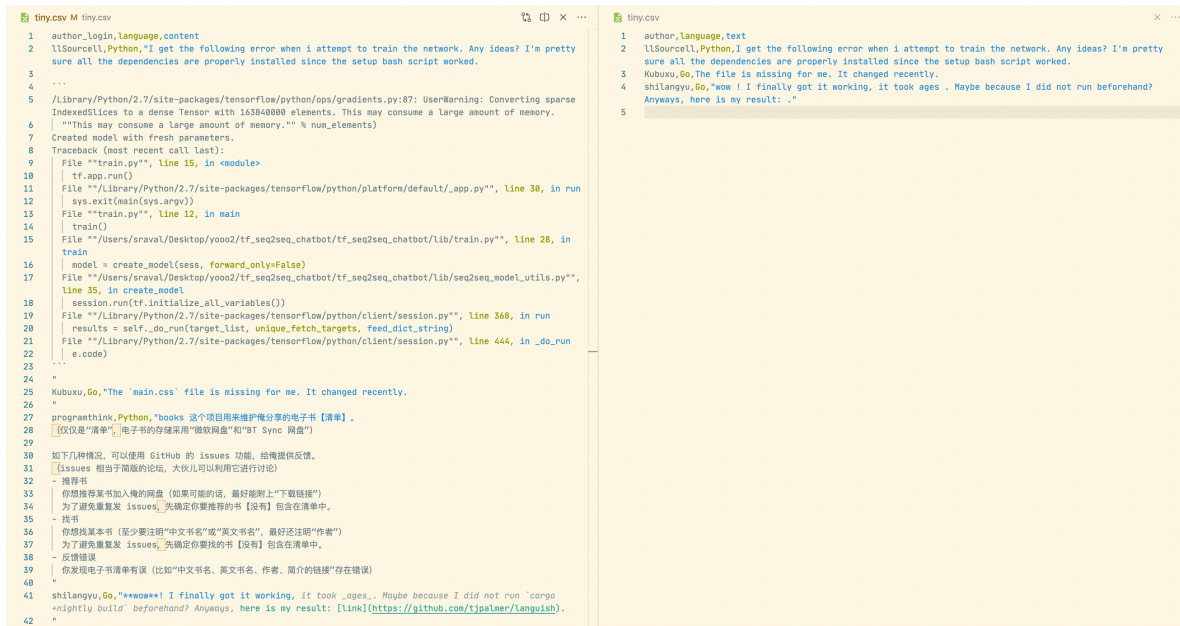 tiny.csv M tiny.csv
1 author_login,language,content
2 llSourcell,Python,"I get the following error when i attempt to train the network. Any ideas? I'm pretty
sure all the dependencies are properly installed since the setup bash script worked.
3
4 ```
5 /Library/Python/2.7/site-packages/tensorflow/python/ops/gradients.py:87: UserWarning: Converting sparse
IndexedSlices to a dense Tensor with 163840000 elements. This may consume a large amount of memory.
6 ""This may consume a large amount of memory."" % num_elements)
7 Created model with fresh parameters.
8 Traceback (most recent call last):
9 File ""train.py"", line 15, in <module>
10 tf.app.run()
11 File ""/Library/Python/2.7/site-packages/tensorflow/python/platform/default/_app.py"", line 30, in run
12 sys.exit(main(sys.argv))
13 File ""train.py"", line 12, in main
14 train()
15 File ""/Users/sraval/Desktop/yooo2/tf_seq2seq_chatbot/tf_seq2seq_chatbot/lib/train.py"", line 28, in
train
16 model = create_model(sess, forward_only=False)
17 File ""/Users/sraval/Desktop/yooo2/tf_seq2seq_chatbot/tf_seq2seq_chatbot/lib/seq2seq_model_utils.py"",
line 35, in create_model
18 session.run(tf.initialize_all_variables())
19 File ""/Library/Python/2.7/site-packages/tensorflow/python/client/session.py"", line 368, in run
20 results = self._do_run(target_list, unique_fetch_targets, feed_dict_string)
21 File ""/Library/Python/2.7/site-packages/tensorflow/python/client/session.py"", line 444, in _do_run
22 e.code)
23 ```
24 "
25 Kubuxu,Go,"The `main.css` file is missing for me. It changed recently.
26 "
27 programthink,Python,"books 这个项目用来维护俺分享的电子书【清单】。
28 （仅仅是“清单”，电子书的存储采用“微软网盘”和“BT Sync 网盘”）
29
30 如下几种情况，可以使用 GitHub 的 issues 功能，给俺提供反馈。
31 （issues 相当于简版的论坛，大伙儿可以利用它进行讨论）
32 - 推荐书
33 你想推荐某书加入俺的网盘（如果可能的话，最好能附上“下载链接”）
34 为了避免重复发 issues，先确定你要推荐的书【没有】包含在清单中。
35 - 找书
36 你想找某本书（至少要注明“中文书名”或“英文书名”，最好还注明“作者”）
37 为了避免重复发 issues，先确定你要找的书【没有】包含在清单中。
38 - 反馈错误
39 你发现电子书清单有误（比如“中文书名、英文书名、作者、简介的链接”存在错误）
40 "
41 shilangyu,Go,"**wow**! I finally got it working, it took _ages_. Maybe because I did not run `cargo
+nightly build` beforehand? Anyways, here is my result: [link](https://github.com/tjpalmer/languish).
42 "
tiny.csv
1 author,language,text
2 llSourcell,Python,I get the following error when i attempt to train the network. Any ideas? I'm pretty
sure all the dependencies are properly installed since the setup bash script worked.
3 Kubuxu,Go,The file is missing for me. It changed recently.
4 shilangyu,Go,"wow ! I finally got it working, it took ages . Maybe because I did not run beforehand?
Anyways, here is my result: ."
5